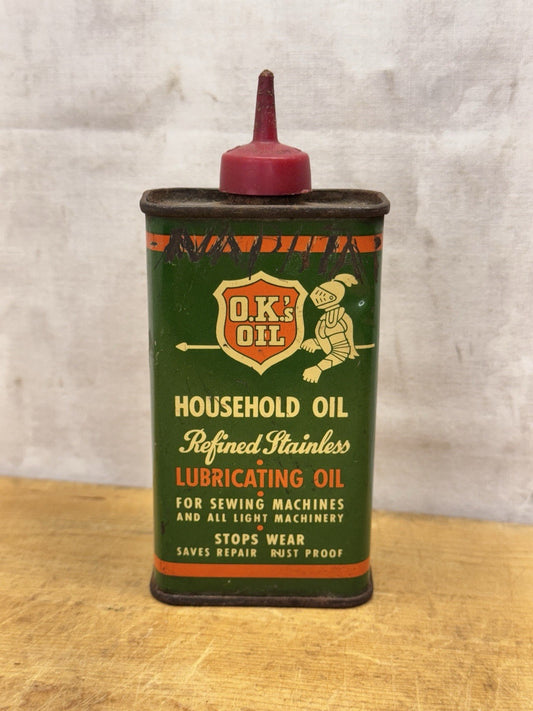 O.K.'s
OIL
HOUSEHOLD OIL
Refined Stainless
LUBRICATING OIL
FOR SEWING MACHINES
AND ALL LIGHT MACHINERY
STOPS WEAR
SAVES REPAIR RUST PROOF